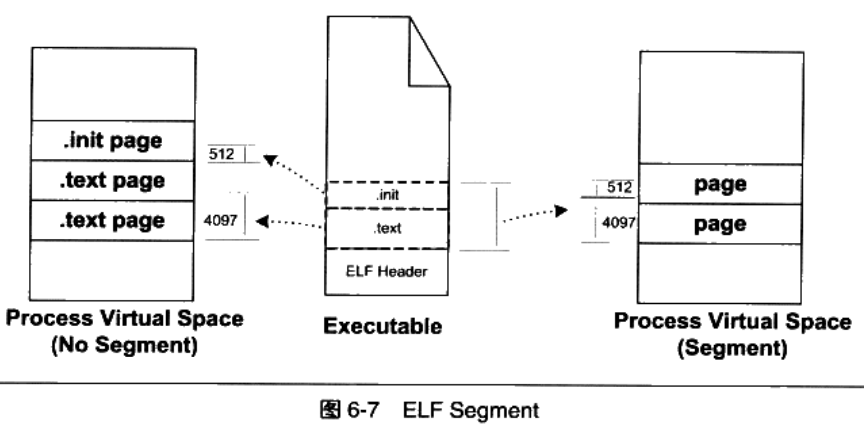 .init page
.text page
.text page
512
4097
Process Virtual Space
(No Segment)
.init
.text
ELF Header
Executable
512
4097
page
page
Process Virtual Space
(Segment)
图 6-7 ELF Segment